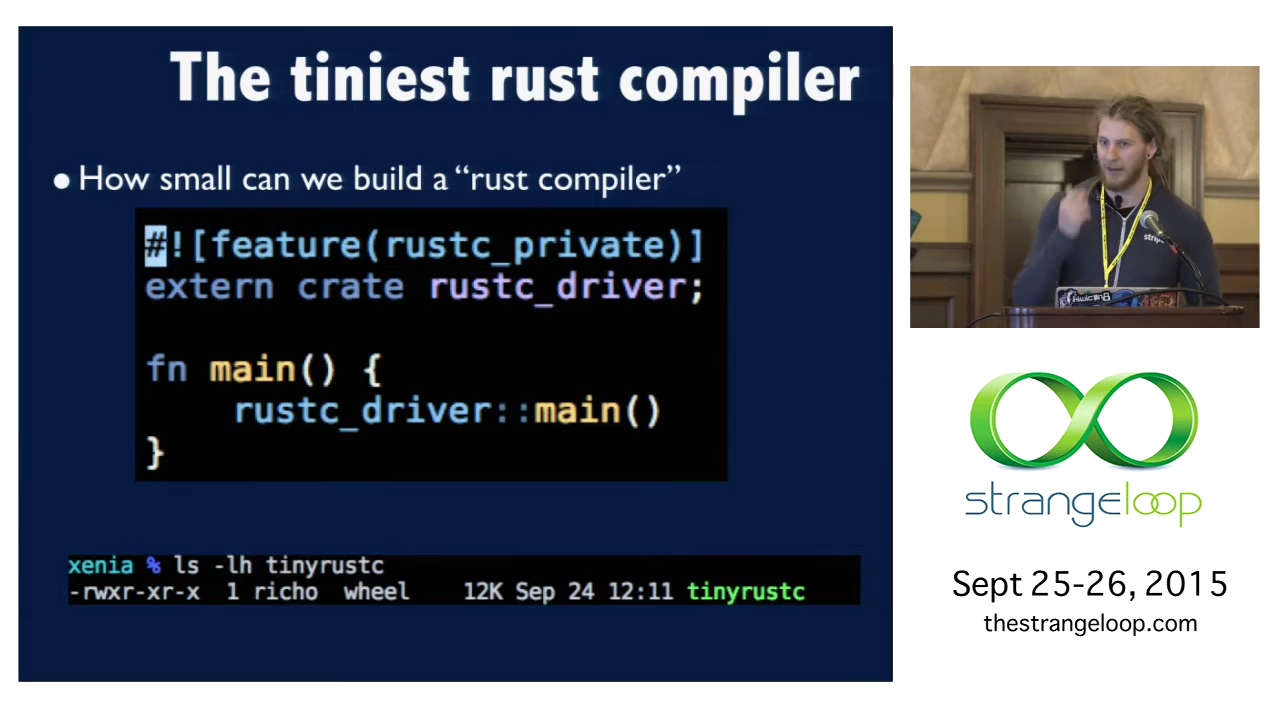 The tiniest rust compiler
● How small can we build a “rust compiler”
#![feature(rustc_private)]
extern crate rustc_driver;
fn main() {
    rustc_driver::main()
}
xenia % ls -lh tinyrustc
-rwxr-xr-x 1 richo wheel 12K Sep 24 12:11 tinyrustc
strangeloop
Sept 25-26, 2015
thestrangeloop.com